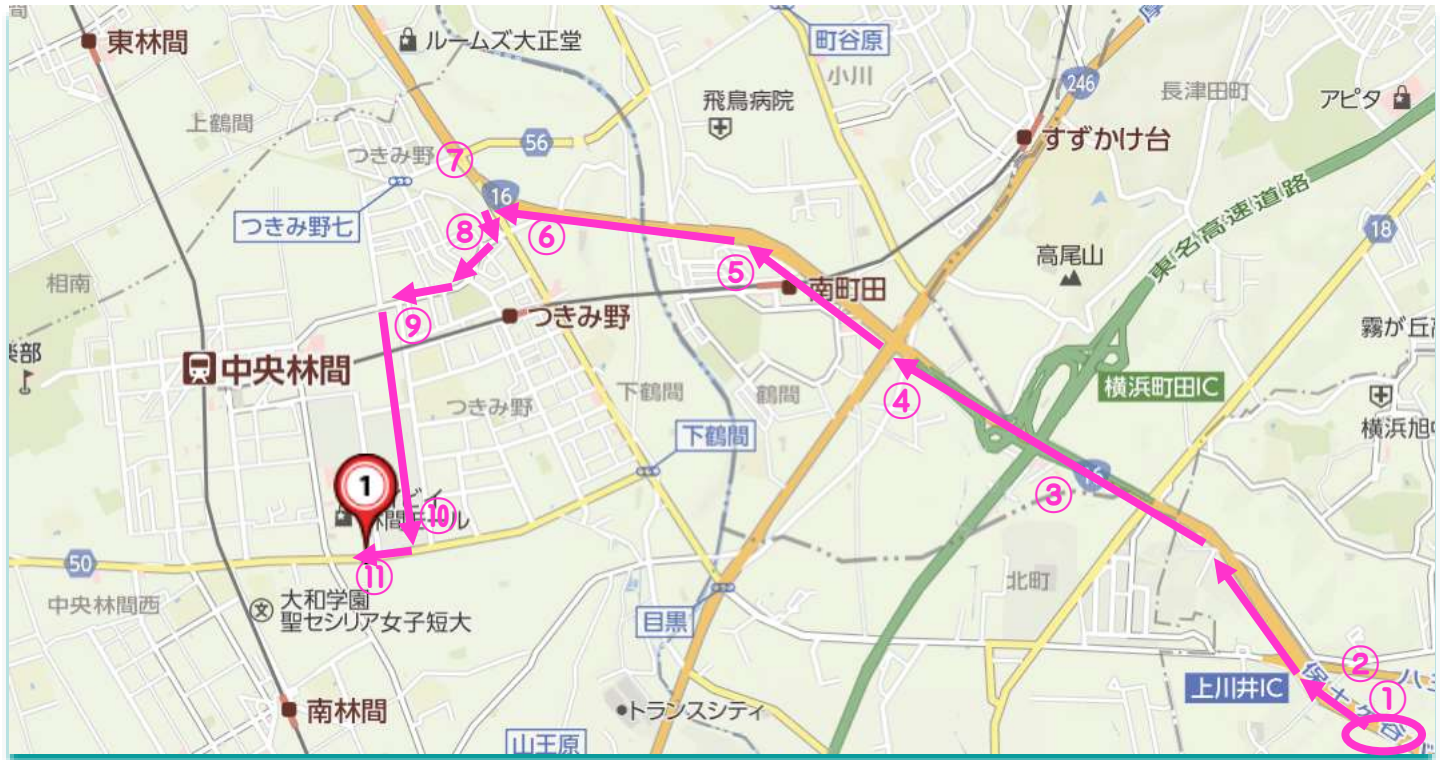 東林間
ルームズ大正堂
町谷原
小川
246
長津田町
アピタ
上鶴間
飛鳥病院
すずかけ台
つきみ野
56
⑦
16
つきみ野七
⑧
⑥
東名高速道路
18
高尾山
相南
⑤
南町田
⑨
つきみ野
霧が丘
中央林間
④
横浜町田IC
つきみ野
下鶴間
鶴間
下鶴間
横浜旭
1
③
16
⑩
50
⑪
中央林間西
大和学園
聖セシリア女子短大
北町
目黒
②
①
上川井IC
保土ケ谷
南林間
トランスシティ
山王原